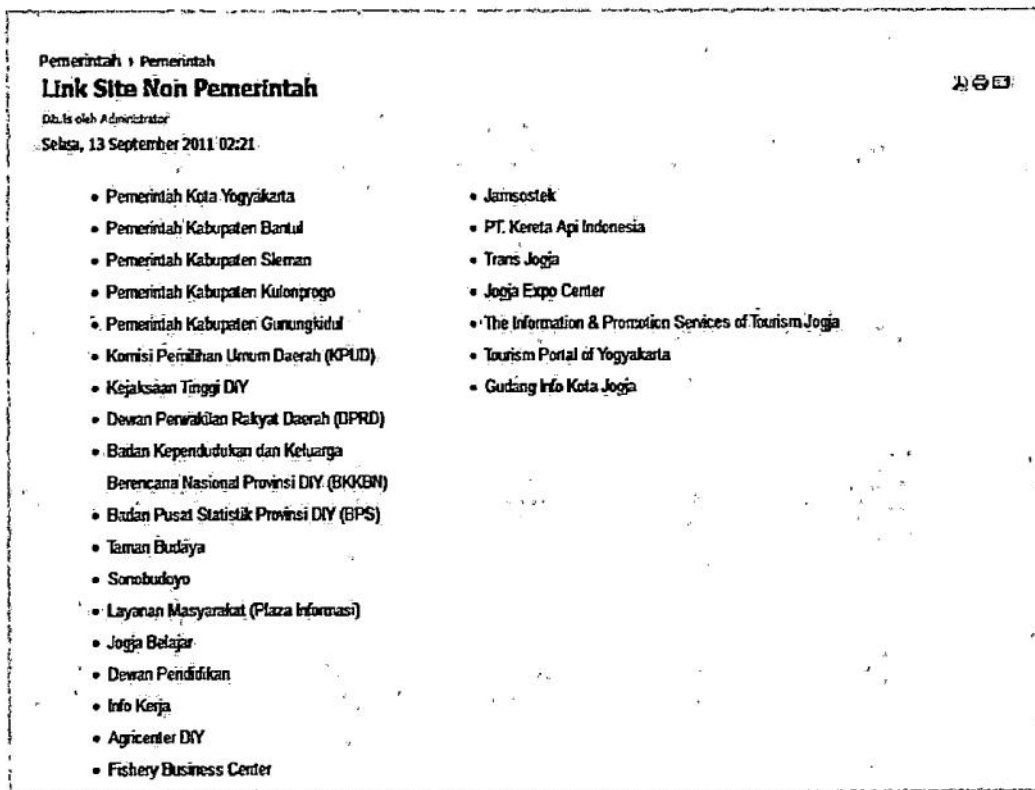 Pemerintah › Pemerintah
Link Site Non Pemerintah
Ditulis oleh Administrator
Selasa, 13 September 2011 02:21
• Pemerintah Kota Yogyakarta
• Pemerintah Kabupaten Bantul
• Pemerintah Kabupaten Sleman
• Pemerintah Kabupaten Kulonprogo
• Pemerintah Kabupaten Gunungkidul
• Komisi Pemilihan Umum Daerah (KPUD)
• Kejaksaan Tinggi DIY
• Dewan Perwakilan Rakyat Daerah (DPRD)
• Badan Kependudukan dan Keluarga
Berencana Nasional Provinsi DIY (BKKBN)
• Badan Pusat Statistik Provinsi DIY (BPS)
• Taman Budaya
• Sonobudoyo
• Layanan Masyarakat (Plaza Informasi)
• Jogja Belajar
• Dewan Pendidikan
• Info Kerja
• Agricenter DIY
• Fishery Business Center
• Jamsostek
• PT. Kereta Api Indonesia
• Trans Jogja
• Jogja Expo Center
• The Information & Promotion Services of Tourism Jogja
• Tourism Portal of Yogyakarta
• Gudang Info Kota Jogja